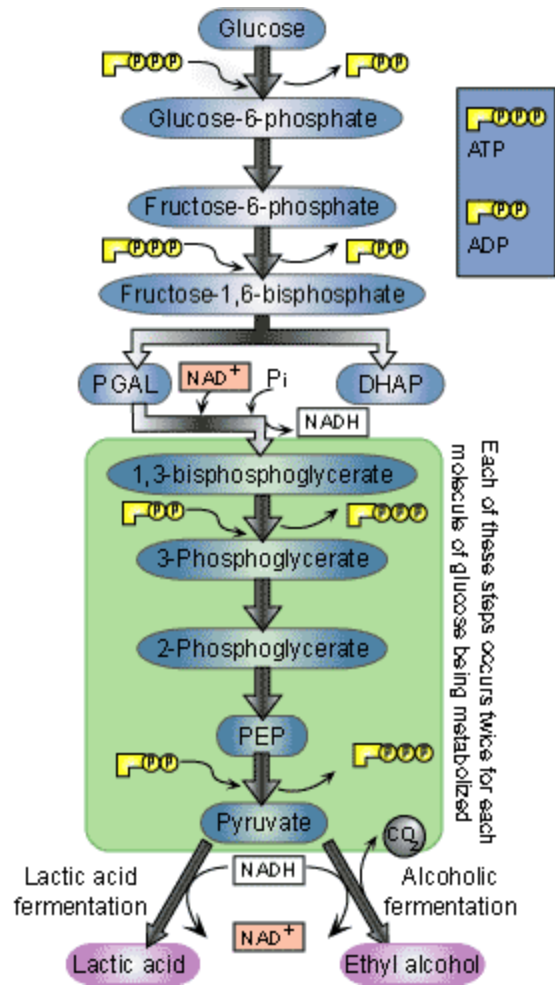 Glucose
P P P
P P
Glucose-6-phosphate
P P P
ATP
Fructose-6-phosphate
P P
ADP
P P P
P P
Fructose-1,6-bisphosphate
PGAL
NAD+
Pi
DHAP
NADH
1,3-bisphosphoglycerate
P P
P P P
3-Phosphoglycerate
2-Phosphoglycerate
PEP
P P
P P P
Pyruvate
CO2
Each of these steps occurs twice for each
molecule of glucose being metabolized
Lactic acid
fermentation
NADH
Alcoholic
fermentation
NAD+
Lactic acid
Ethyl alcohol